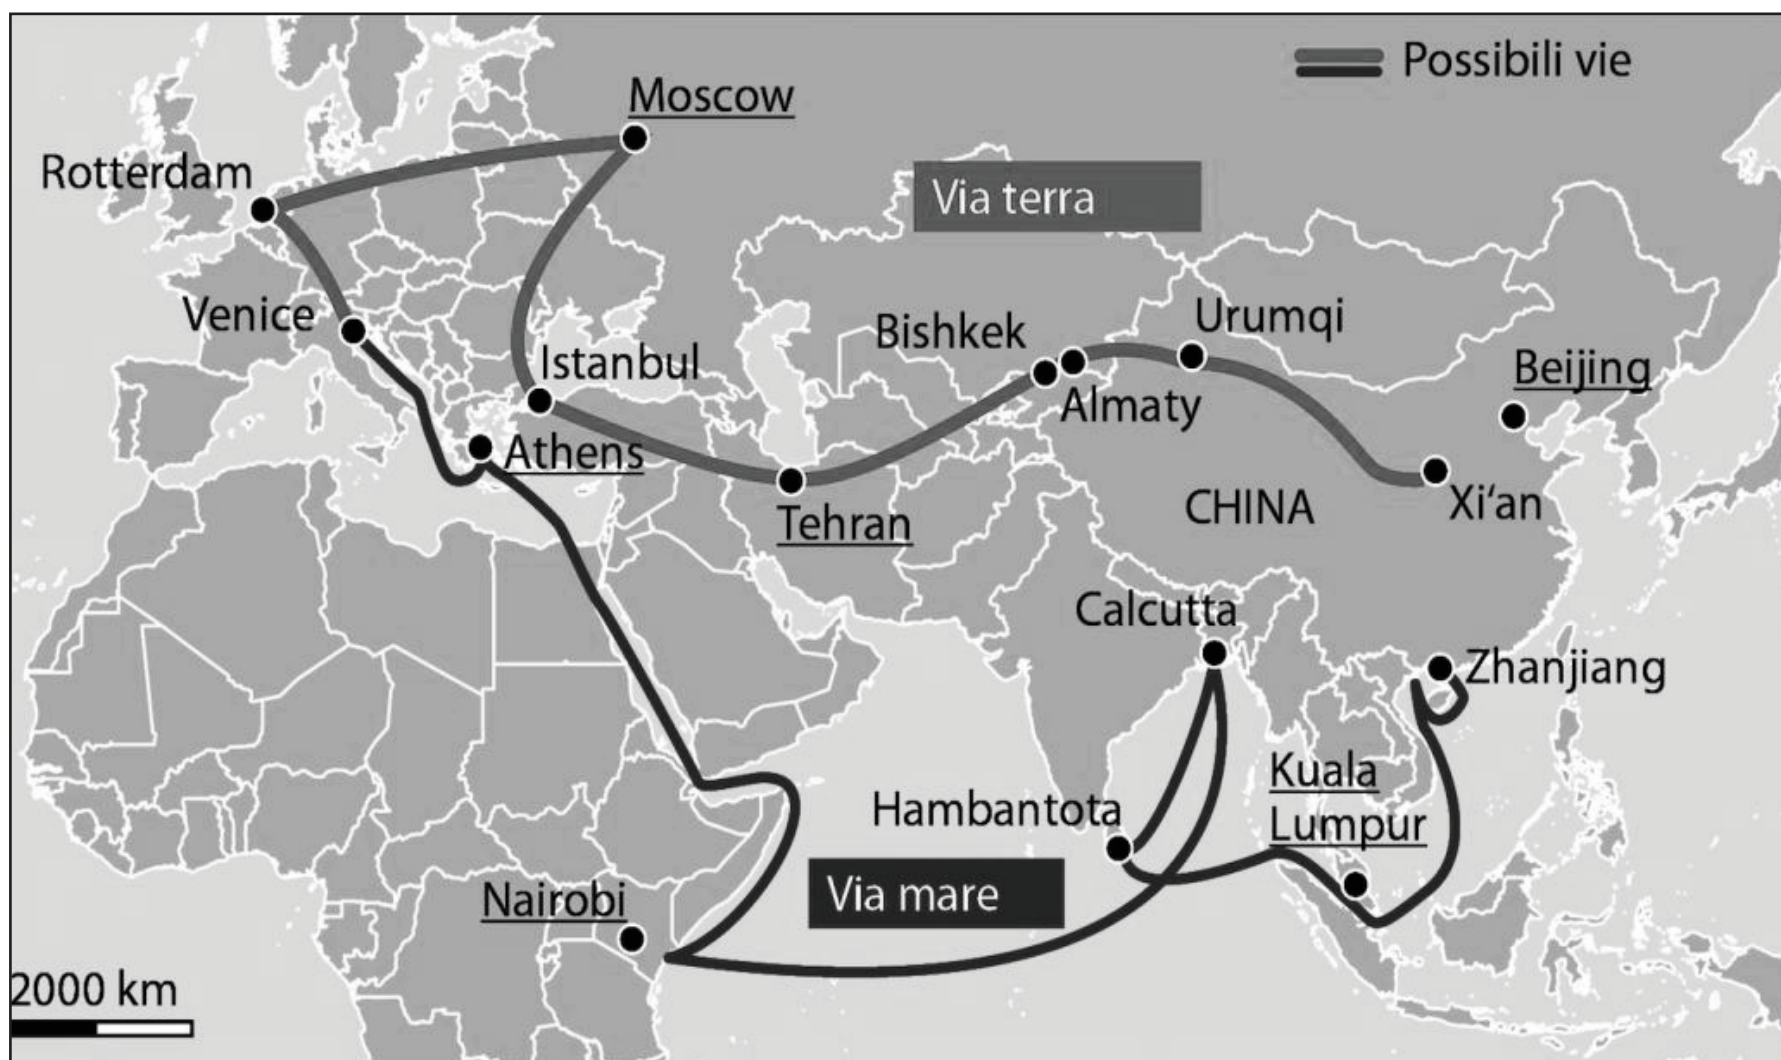 Possibili vie
Moscow
Rotterdam
Via terra
Venice
Istanbul
Bishkek
Urumqi
Beijing
Almaty
Athens
Tehran
CHINA
Xi‘an
Calcutta
Zhanjiang
Kuala
Lumpur
Hambantota
Via mare
Nairobi
2000 km